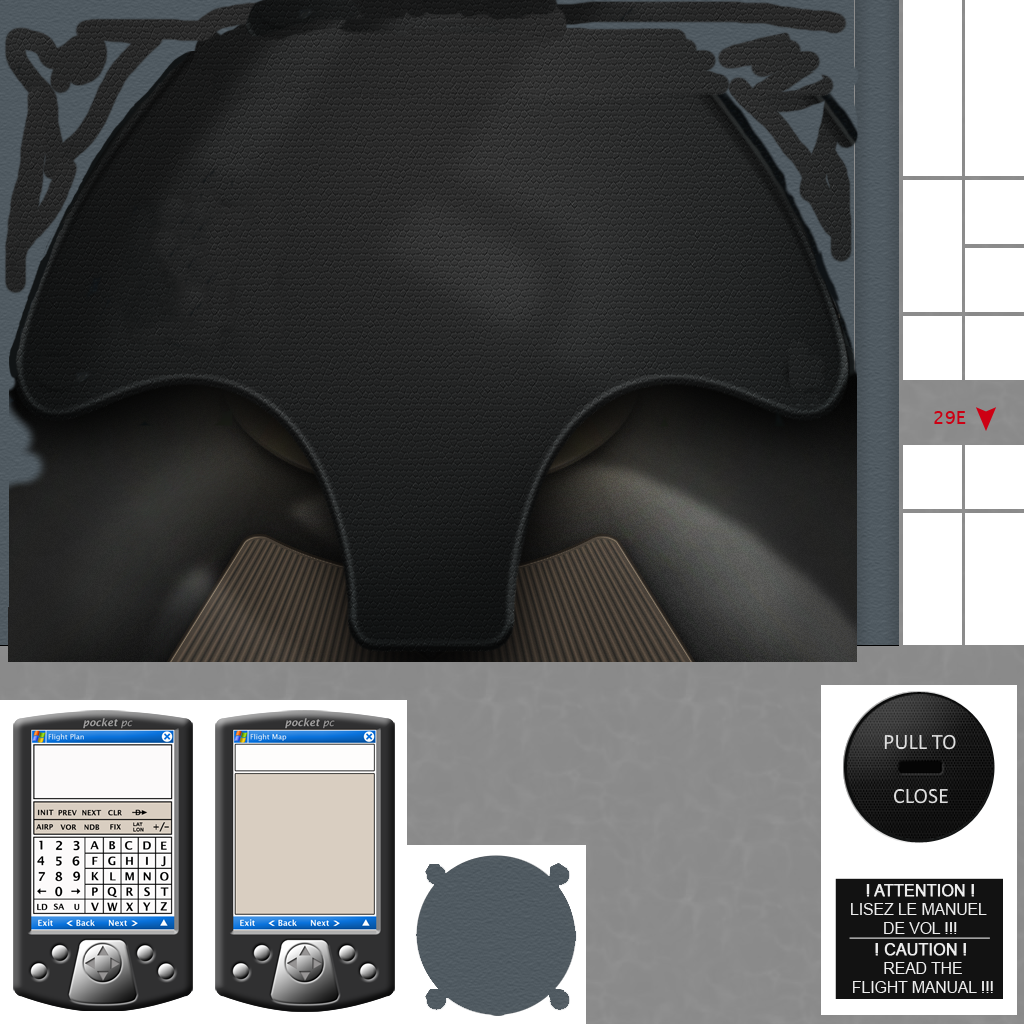 29E
pocket pc
Flight Plan
INIT PREV NEXT CLR D
AIRP VOR NDB FIX LAT LON +/-
1 2 3 A B C D E
4 5 6 F G H I J
7 8 9 K L M N O
← 0 → P Q R S T
LD SA U V W X Y Z
Exit < Back Next >
pocket pc
Flight Map
Exit < Back Next >
PULL TO
CLOSE
! ATTENTION !
LISEZ LE MANUEL
DE VOL !!!
! CAUTION !
READ THE
FLIGHT MANUAL !!!